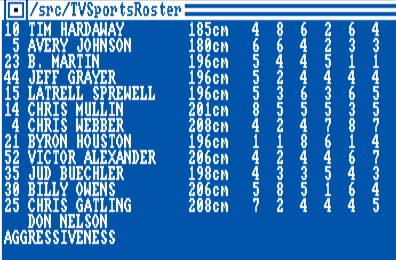 /src/TVSportsRoster
10 TIM HARDAWAY 185cm 4 8 6 2 6 4
5 AVERY JOHNSON 180cm 6 6 4 2 3 3
23 B. MARTIN 196cm 5 4 4 5 1 1
44 JEFF GRAYER 196cm 5 2 4 4 4 4
15 LATRELL SPREWELL 196cm 5 3 6 3 6 5
14 CHRIS MULLIN 201cm 8 5 5 5 3 5
4 CHRIS WEBBER 208cm 4 2 4 7 8 7
21 BYRON HOUSTON 196cm 1 1 8 6 1 4
52 VICTOR ALEXANDER 206cm 4 2 4 4 6 7
35 JUD BUECHLER 198cm 4 3 3 5 4 3
30 BILLY OWENS 206cm 5 8 5 1 6 4
25 CHRIS GATLING 208cm 7 2 4 4 4 5
DON NELSON
AGGRESSIVENESS